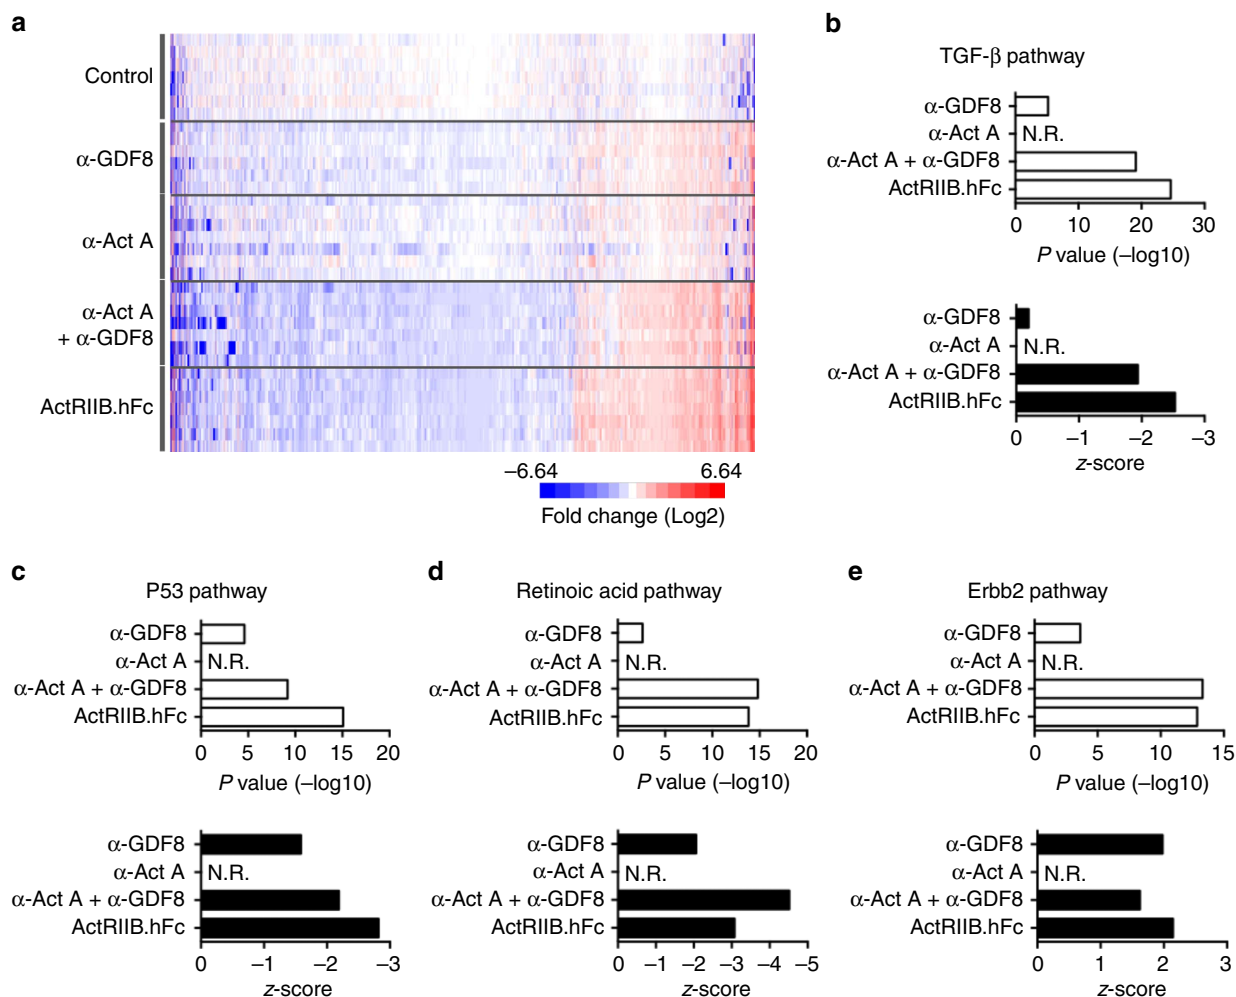 a
Control
α-GDF8
α-Act A
α-Act A
+ α-GDF8
ActRIIB.hFc
–6.64
6.64
Fold change (Log2)
b
TGF-β pathway
α-GDF8
α-Act A
N.R.
α-Act A + α-GDF8
ActRIIB.hFc
0 10 20 30
P value (–log10)
α-GDF8
α-Act A
N.R.
α-Act A + α-GDF8
ActRIIB.hFc
0 –1 –2 –3
z-score
c
P53 pathway
α-GDF8
α-Act A
N.R.
α-Act A + α-GDF8
ActRIIB.hFc
0 5 10 15 20
P value (–log10)
α-GDF8
α-Act A
N.R.
α-Act A + α-GDF8
ActRIIB.hFc
0 –1 –2 –3
z-score
d
Retinoic acid pathway
α-GDF8
α-Act A
N.R.
α-Act A + α-GDF8
ActRIIB.hFc
0 5 10 15 20
P value (–log10)
α-GDF8
α-Act A
N.R.
α-Act A + α-GDF8
ActRIIB.hFc
0 –1 –2 –3 –4 –5
z-score
e
Erbb2 pathway
α-GDF8
α-Act A
N.R.
α-Act A + α-GDF8
ActRIIB.hFc
0 5 10 15
P value (–log10)
α-GDF8
α-Act A
N.R.
α-Act A + α-GDF8
ActRIIB.hFc
0 1 2 3
z-score